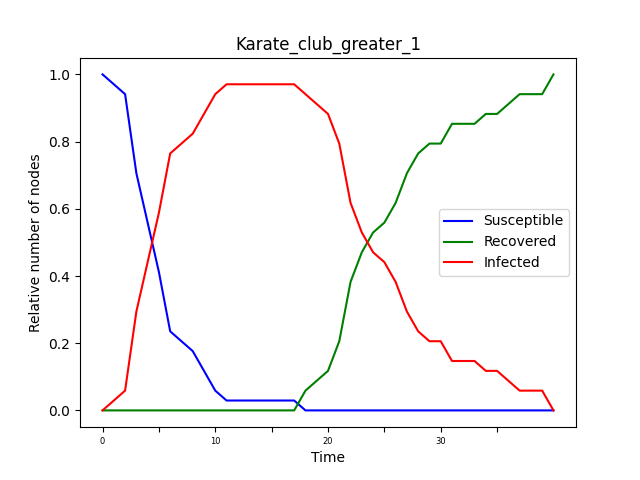 Karate_club_greater_1
Relative number of nodes
1.0
0.8
0.6
0.4
0.2
0.0
Susceptible
Recovered
Infected
0 10 20 30
Time